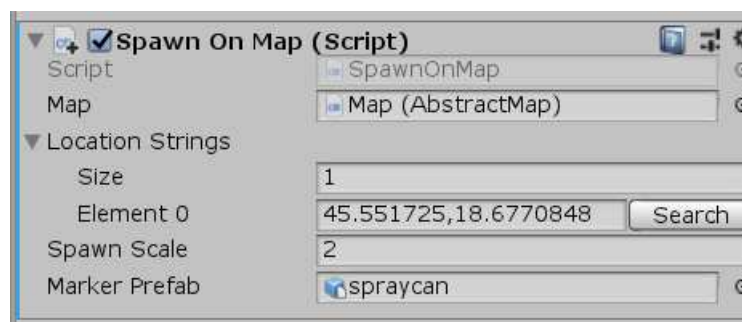 Spawn On Map (Script)
Script SpawnOnMap
Map Map (AbstractMap)
Location Strings
Size 1
Element 0 45.551725,18.6770848 Search
Spawn Scale 2
Marker Prefab spraycan